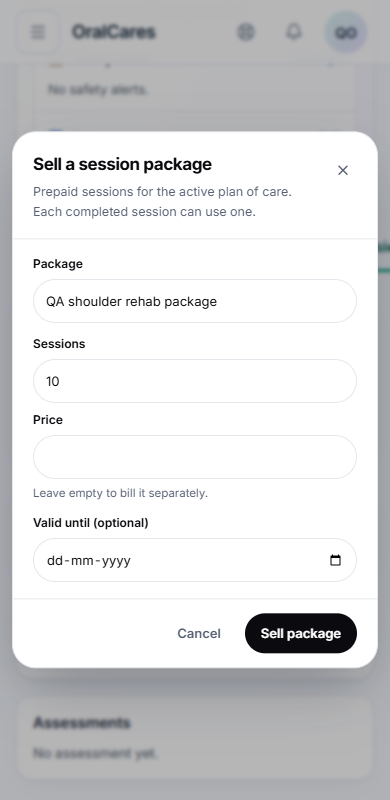 OralCares
QO
No safety alerts.
Sell a session package
Prepaid sessions for the active plan of care.
Each completed session can use one.
Package
QA shoulder rehab package
Sessions
10
Price
Leave empty to bill it separately.
Valid until (optional)
dd-mm-yyyy
Cancel
Sell package
Assessments
No assessment yet.